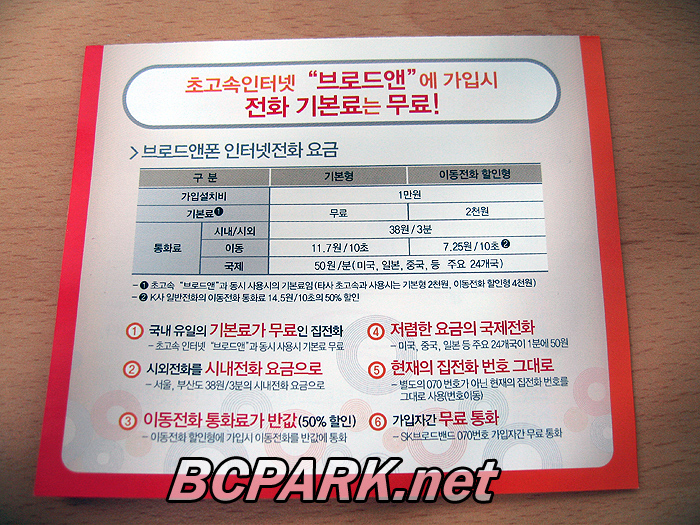 초고속인터넷 “브로드앤”에 가입시
전화 기본료는 무료!
> 브로드앤폰 인터넷전화 요금
구 분 기본형 이동전화 할인형
가입설치비 1만원
기본료❶ 무료 2천원
통화료 시내/시외 38원/3분
이동 11.7원/10초 7.25원/10초❷
국제 50원/분(미국, 일본, 중국, 등 주요 24개국)
- ❶ 초고속 “브로드앤”과 동시 사용시의 기본료임(타사 초고속과 사용시는 기본형 2천원, 이동전화 할인형 4천원)
- ❷ K사 일반전화의 이동전화 통화료 14.5원/10초의 50% 할인
① 국내 유일의 기본료가 무료인 집전화
- 초고속 인터넷 “브로드앤”과 동시 사용시 기본료 무료
② 시외전화를 시내전화 요금으로
- 서울, 부산도 38원/3분의 시내전화 요금으로
③ 이동전화 통화료가 반값(50% 할인)
- 이동전화 할인형에 가입시 이동전화를 반값에 통화
④ 저렴한 요금의 국제전화
- 미국, 중국, 일본 등 주요 24개국이 1분에 50원
⑤ 현재의 집전화 번호 그대로
- 별도의 070 번호가 아닌 현재의 집전화 번호를
그대로 사용(번호이동)
⑥ 가입자간 무료 통화
- SK브로드밴드 070번호 가입자간 무료 통화
BCPARK.net